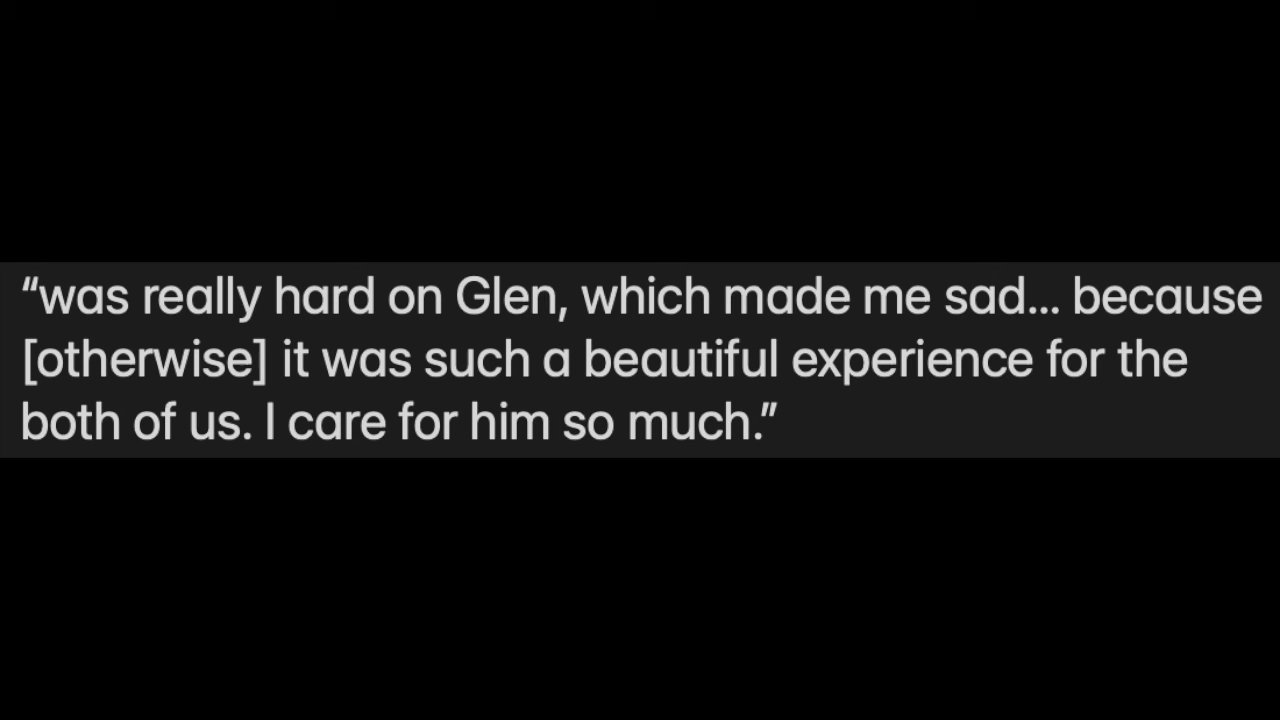 “was really hard on Glen, which made me sad... because
[otherwise] it was such a beautiful experience for the
both of us. I care for him so much.”